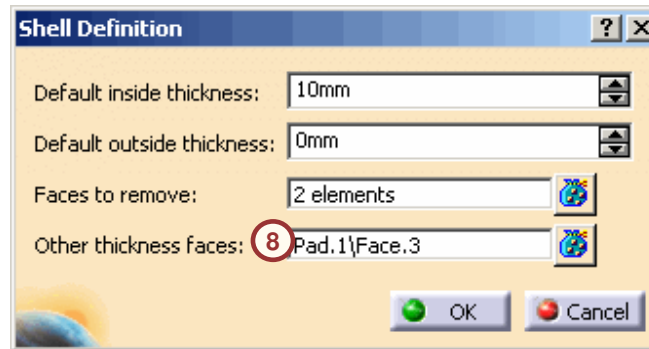 Shell Definition
Default inside thickness: 10mm
Default outside thickness: 0mm
Faces to remove: 2 elements
Other thickness faces: 8 Pad.1\Face.3
OK Cancel